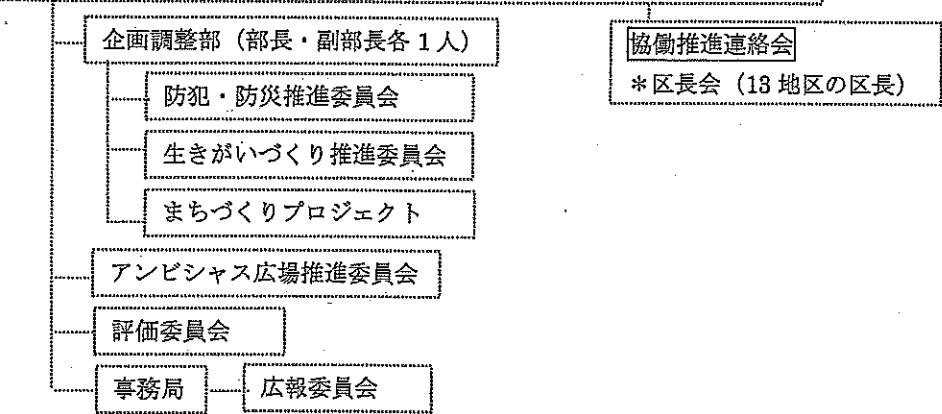 企画調整部（部長・副部長各1人）
協働推進連絡会
＊区長会（13地区の区長）
防犯・防災推進委員会
生きがいづくり推進委員会
まちづくりプロジェクト
アンビシャス広場推進委員会
評価委員会
事務局
広報委員会